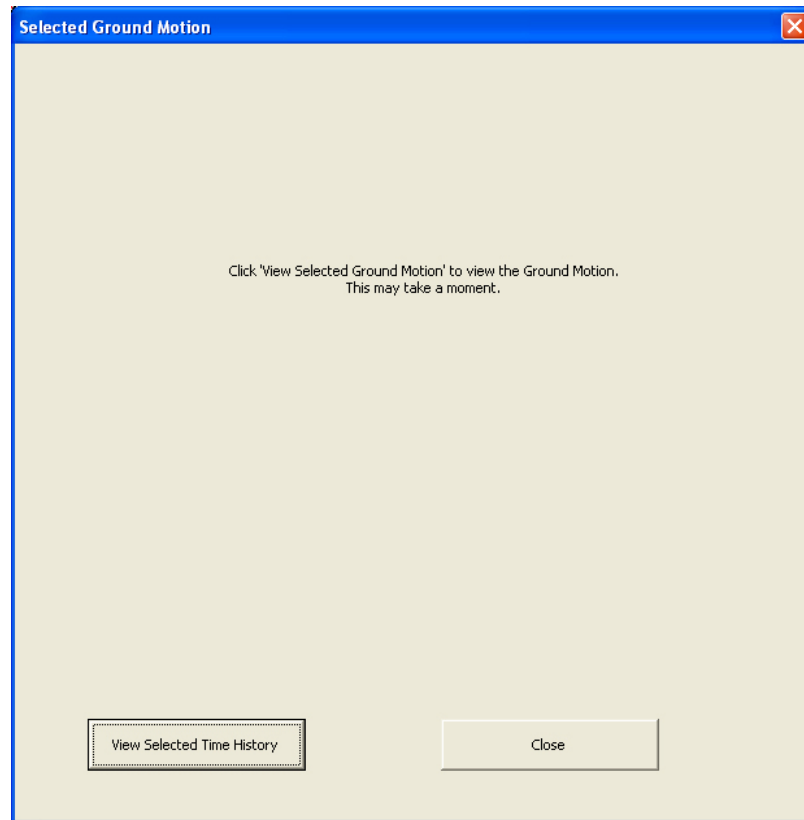 Selected Ground Motion
Click 'View Selected Ground Motion' to view the Ground Motion.
This may take a moment.
View Selected Time History
Close